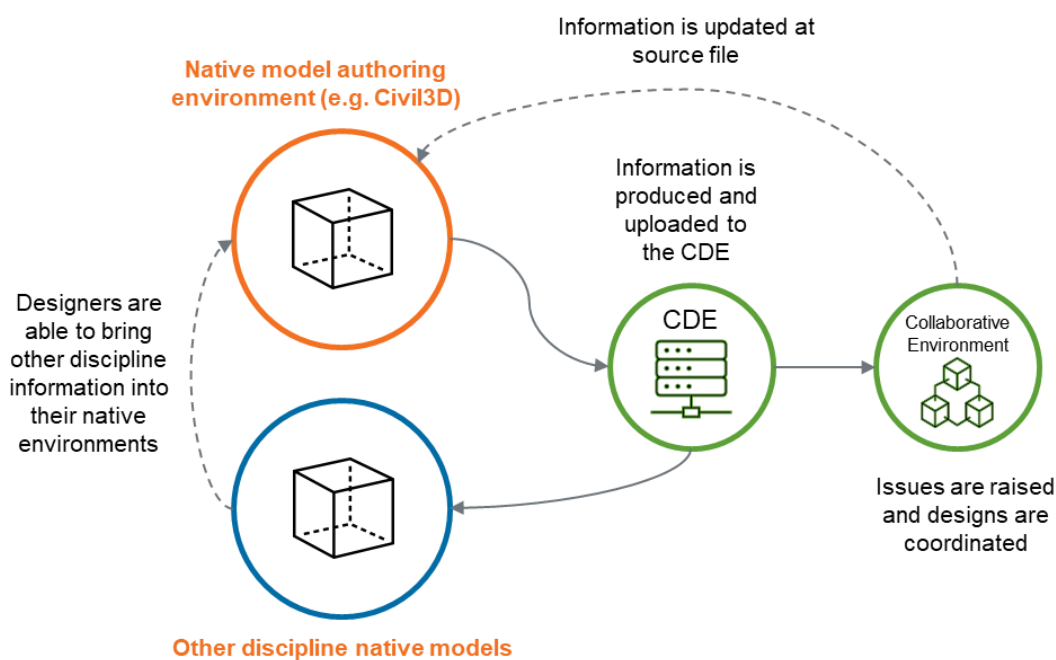 Information is updated at
source file
Native model authoring
environment (e.g. Civil3D)
Information is
produced and
uploaded to
the CDE
Designers are
able to bring
other discipline
information into
their native
environments
CDE
Collaborative
Environment
Issues are raised
and designs are
coordinated
Other discipline native models